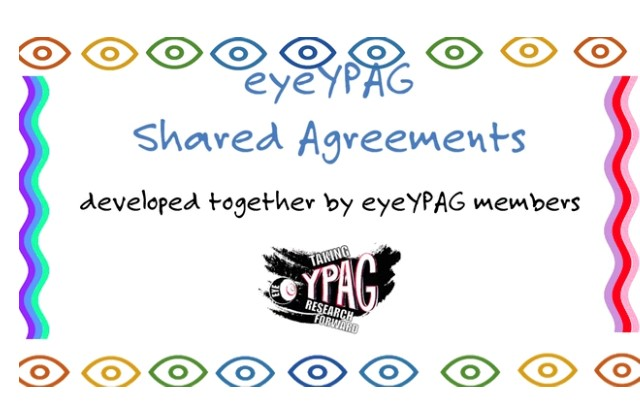 eyeYPAG
Shared Agreements
developed together by eyeYPAG members
TAKING
EYE YPAG
RESEARCH
FORWARD